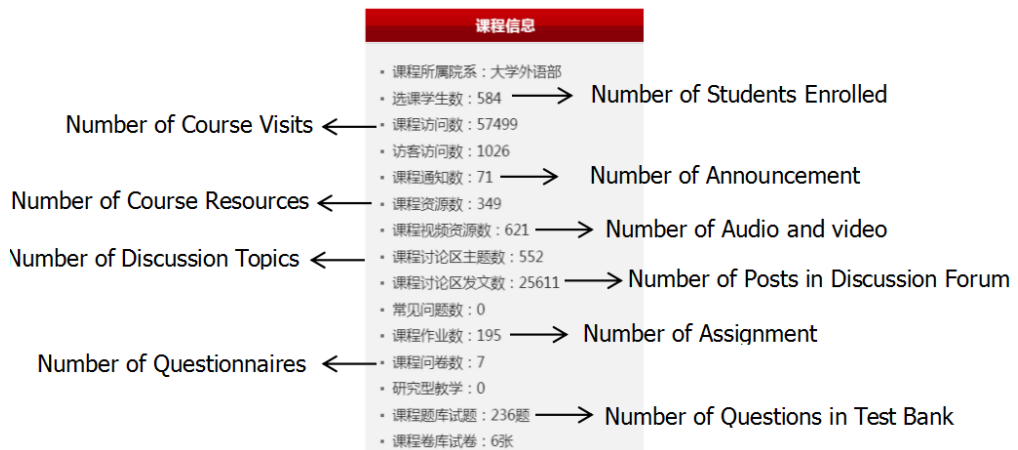 课程信息
课程所属院系：大学外语部
选课学生数：584
Number of Students Enrolled
Number of Course Visits
课程访问数：57499
访客访问数：1026
课程通知数：71
Number of Announcement
Number of Course Resources
课程资源数：349
课程视频资源数：621
Number of Audio and video
Number of Discussion Topics
课程讨论区主题数：552
课程讨论区发文数：25611
Number of Posts in Discussion Forum
常见问题数：0
课程作业数：195
Number of Assignment
Number of Questionnaires
课程问卷数：7
研究型教学：0
课程题库试题：236题
Number of Questions in Test Bank
课程卷库试卷：6张